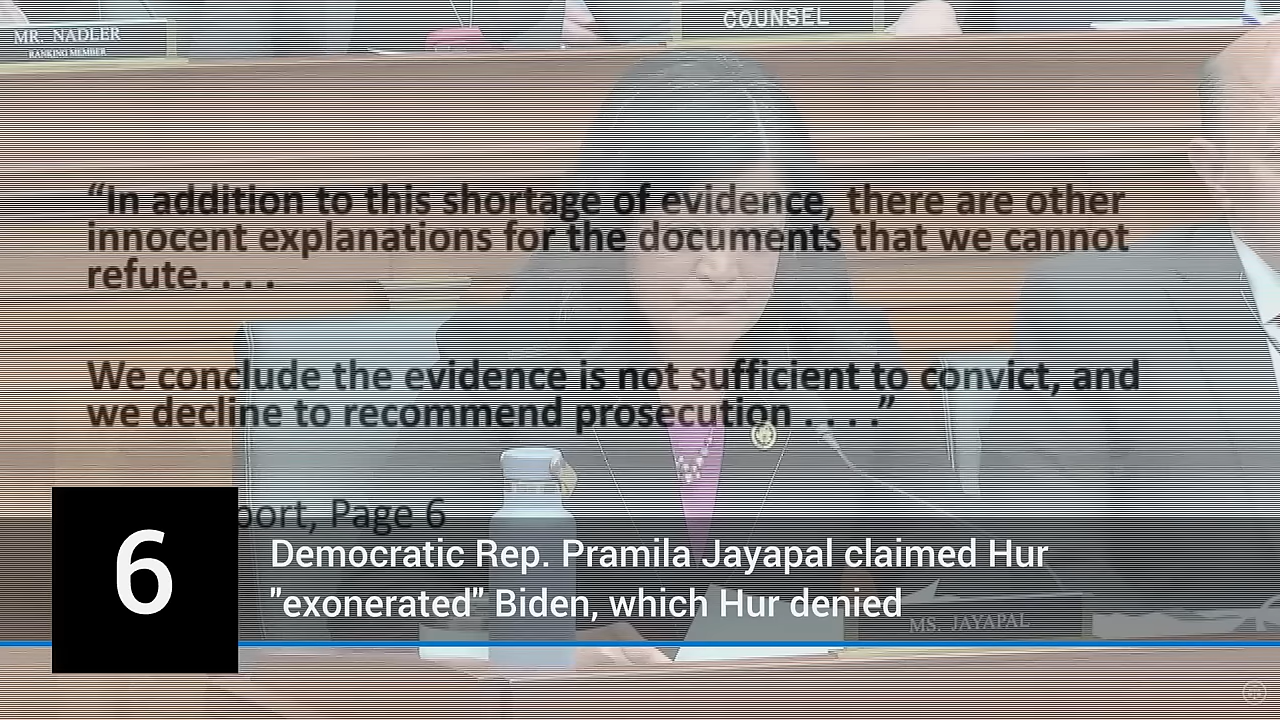 MR. NADLER
RANKING MEMBER
COUNSEL
“In addition to this shortage of evidence, there are other
innocent explanations for the documents that we cannot
refute. . . .
We conclude the evidence is not sufficient to convict, and
we decline to recommend prosecution . . . .”
port, Page 6
6
Democratic Rep. Pramila Jayapal claimed Hur
"exonerated" Biden, which Hur denied
MS. JAYAPAL